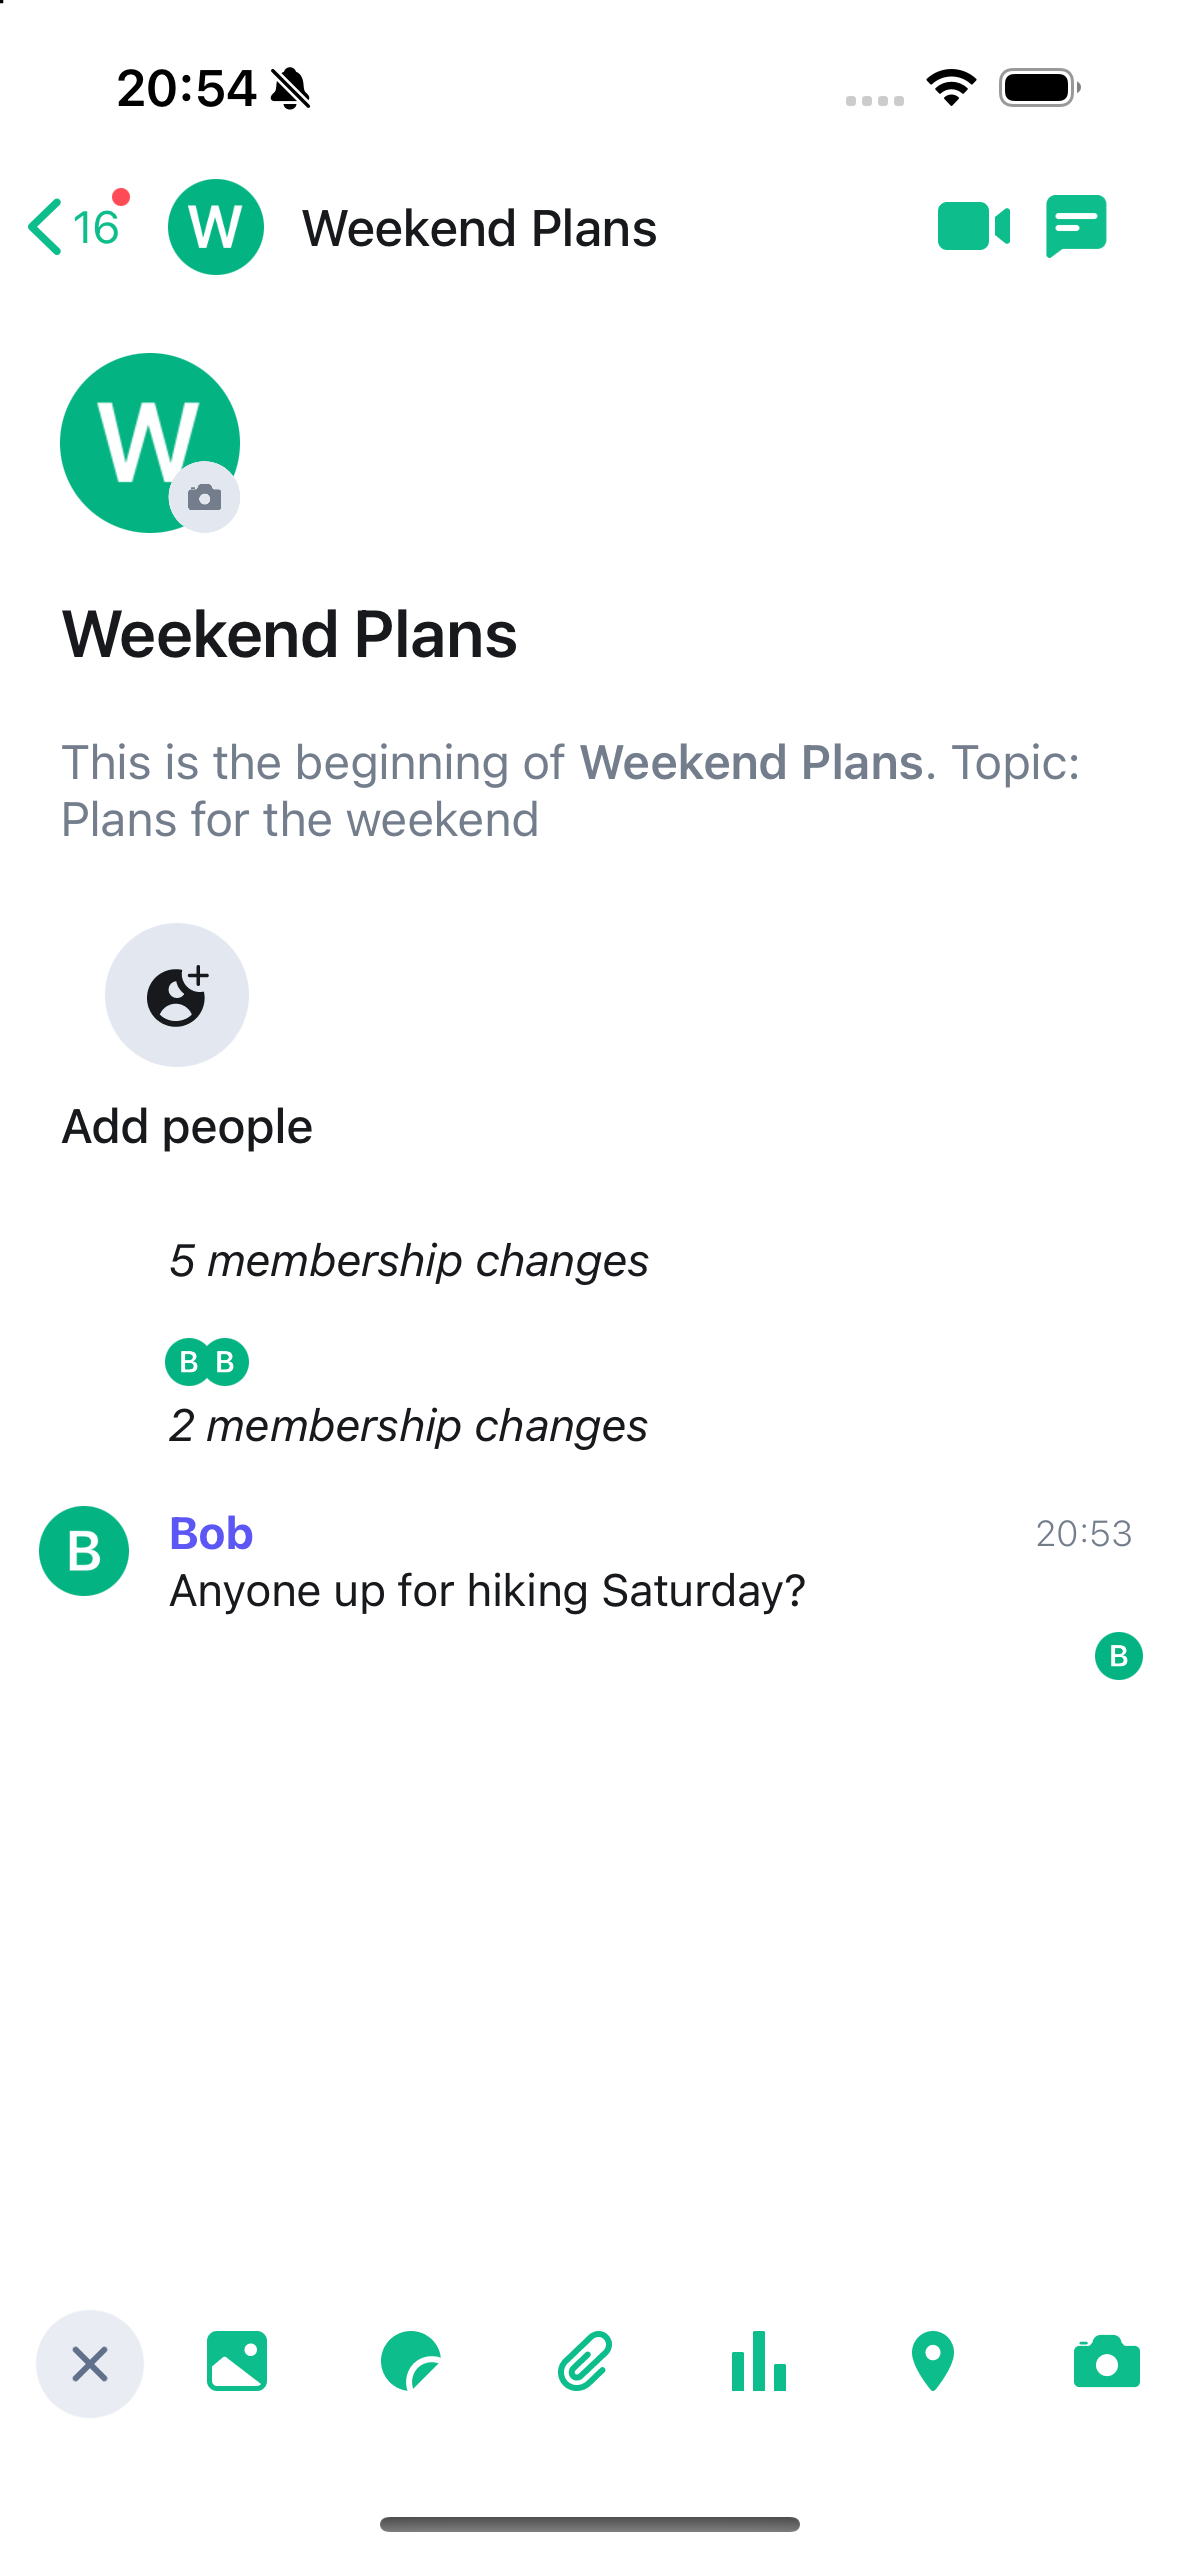 20:54
16
W
Weekend Plans
W
Weekend Plans
This is the beginning of Weekend Plans. Topic:
Plans for the weekend
Add people
5 membership changes
B B
2 membership changes
B
Bob
20:53
Anyone up for hiking Saturday?
B